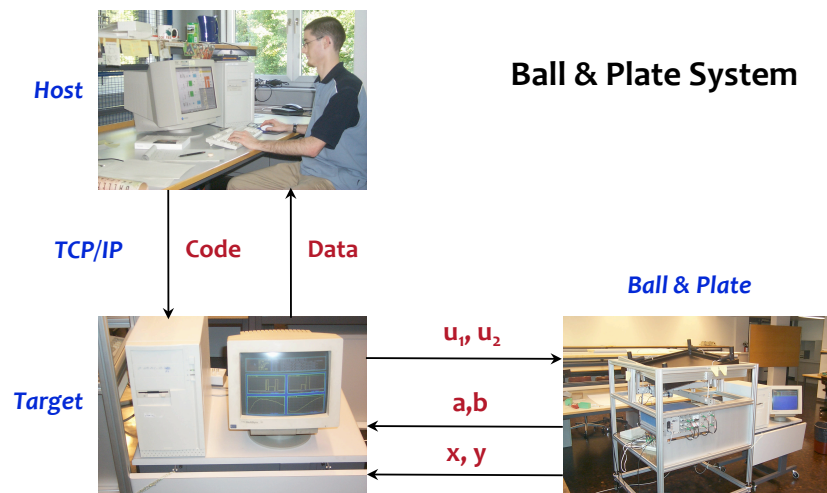 Ball & Plate System
Host
TCP/IP
Code
Data
Ball & Plate
u₁, u₂
Target
a,b
x, y